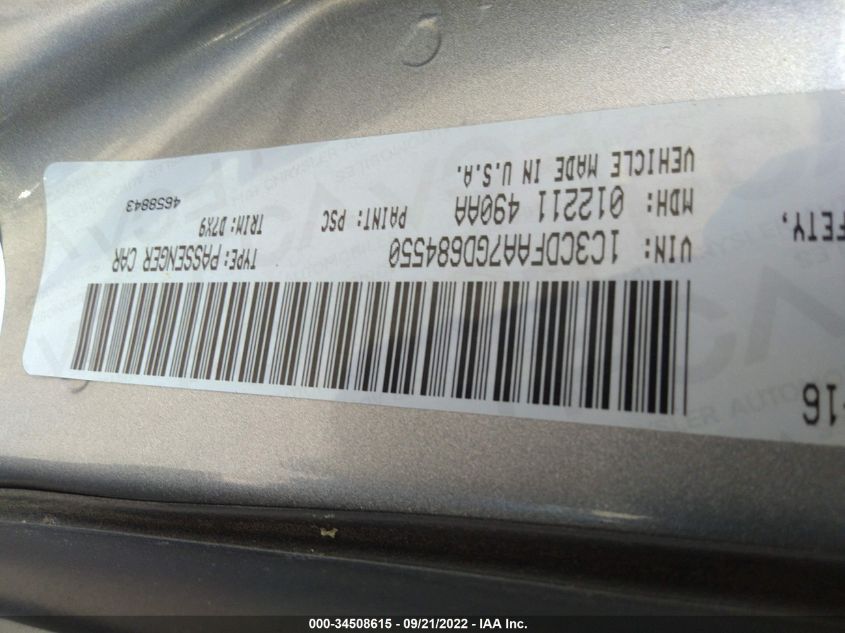 -16
VIN: 1C3CDFAA7GD684550 TYPE: PASSENGER CAR
MDH: 012211 490AA PAINT: PSC TRIM: D7X9
VEHICLE MADE IN U.S.A. 4658843
FETY,
000-34508615 - 09/21/2022 - IAA Inc.